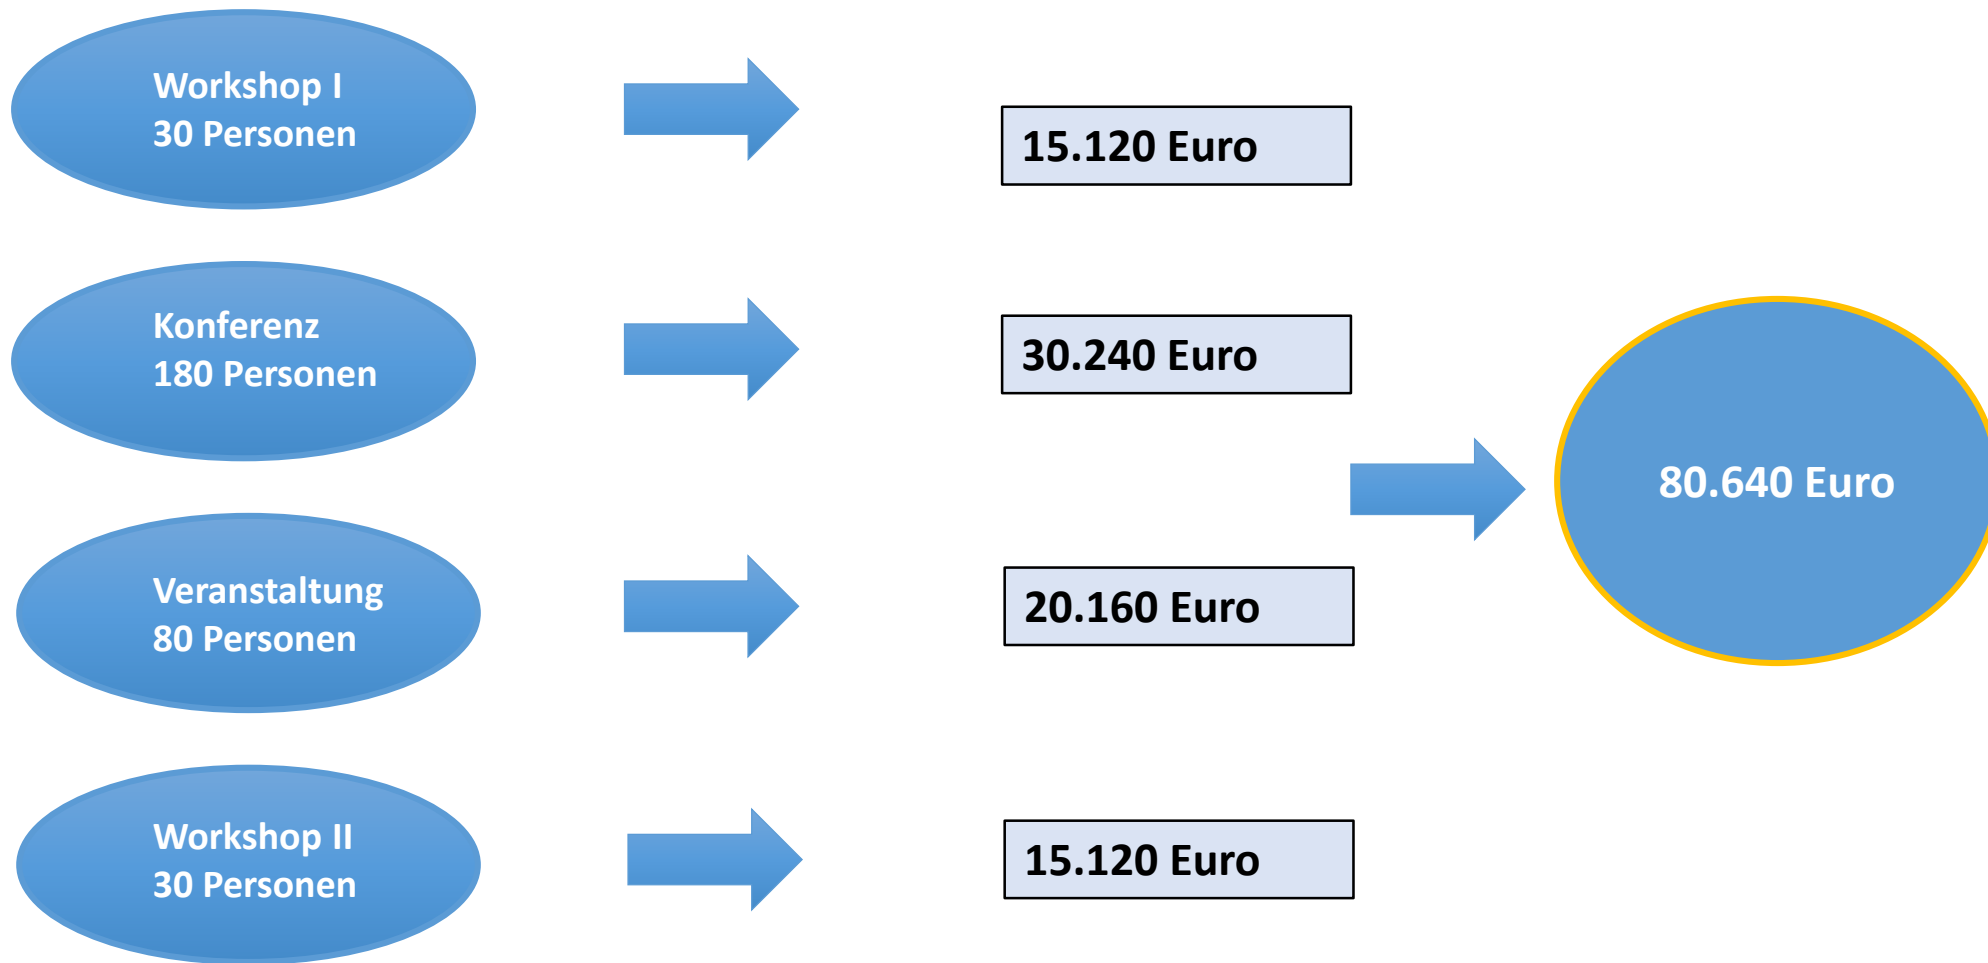 Workshop I
30 Personen
15.120 Euro
Konferenz
180 Personen
30.240 Euro
80.640 Euro
Veranstaltung
80 Personen
20.160 Euro
Workshop II
30 Personen
15.120 Euro